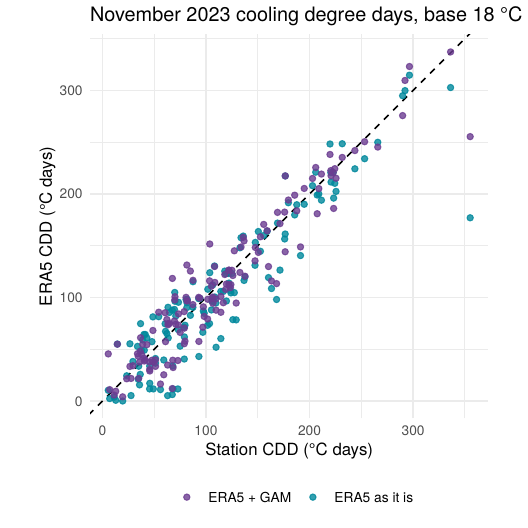 November 2023 cooling degree days, base 18 °C
ERA5 CDD (°C days)
300
200
100
0
0 100 200 300
Station CDD (°C days)
ERA5 + GAM ERA5 as it is